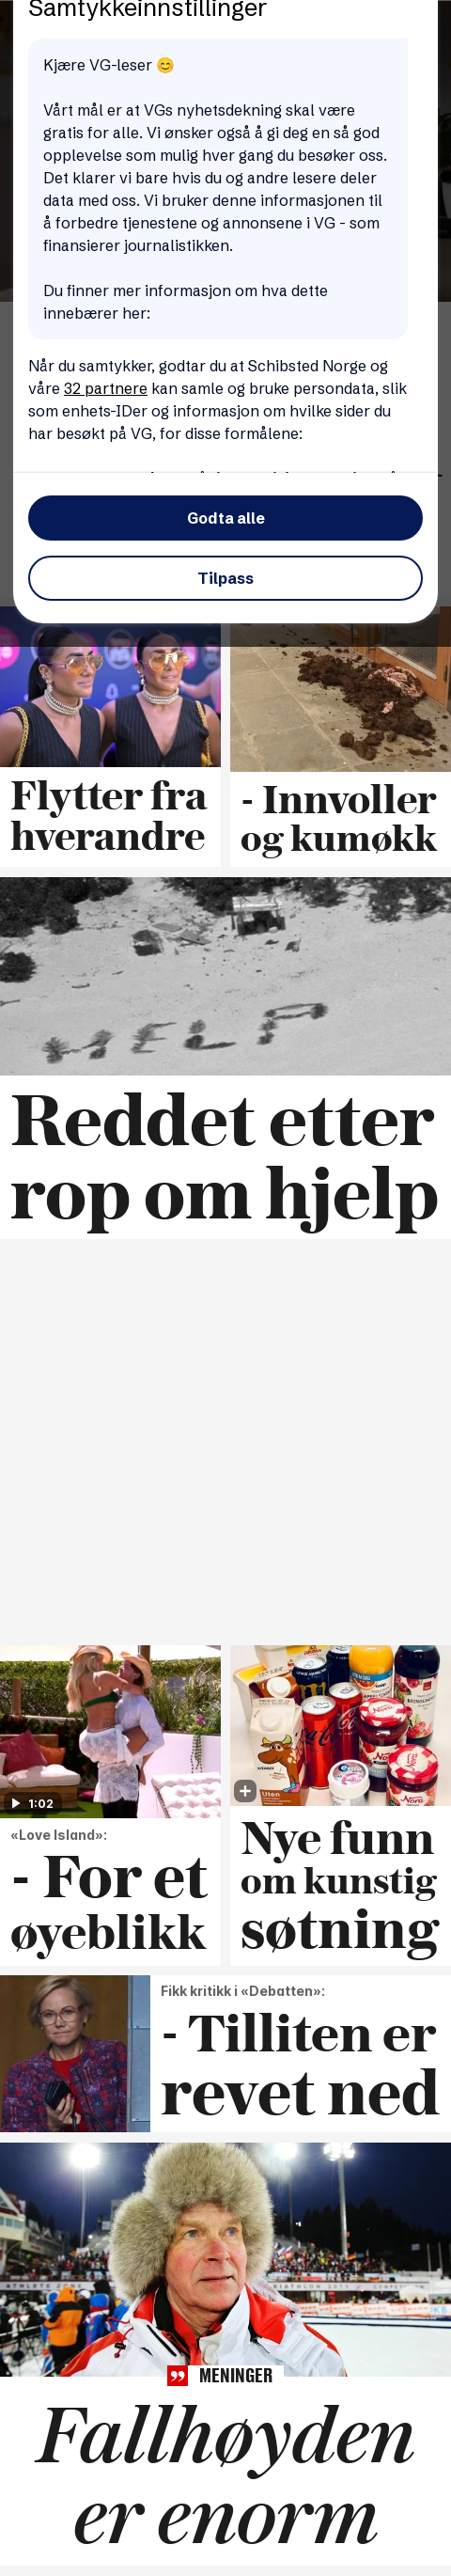 Samtykkeinnstillinger
Kjære VG-leser 😊
Vårt mål er at VGs nyhetsdekning skal være
gratis for alle. Vi ønsker også å gi deg en så god
opplevelse som mulig hver gang du besøker oss.
Det klarer vi bare hvis du og andre lesere deler
data med oss. Vi bruker denne informasjonen til
å forbedre tjenestene og annonsene i VG - som
finansierer journalistikken.
Du finner mer informasjon om hva dette
innebærer her:
Når du samtykker, godtar du at Schibsted Norge og
våre 32 partnere kan samle og bruke persondata, slik
som enhets-IDer og informasjon om hvilke sider du
har besøkt på VG, for disse formålene:
Godta alle
Tilpass
Flytter fra
hverandre
- Innvoller
og kumøkk
HELP
Reddet etter
rop om hjelp
1:02
«Love Island»:
- For et
øyeblikk
Nye funn
om kunstig
søtning
Fikk kritikk i «Debatten»:
- Tilliten er
revet ned
MENINGER
Fallhøyden
er enorm